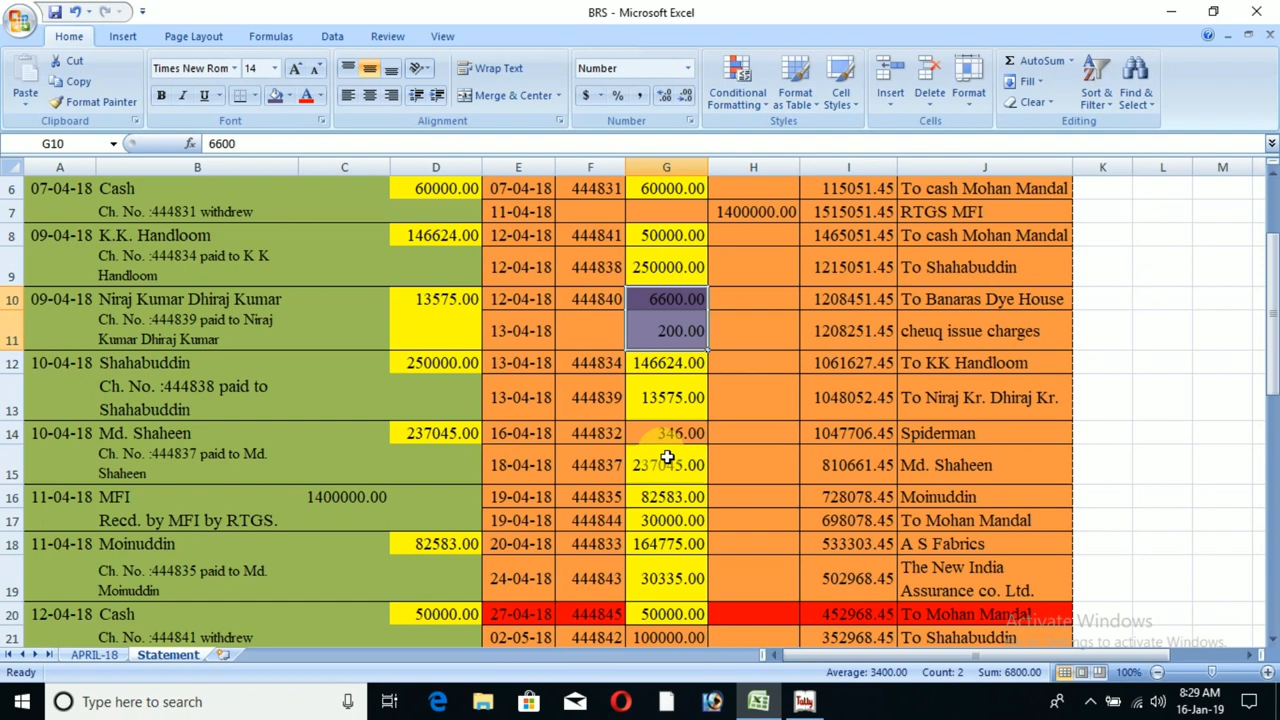 BRS - Microsoft Excel
Home Insert Page Layout Formulas Data Review View
Paste Cut Copy Format Painter Clipboard
Times New Rom 14 A A B I U A Font
Wrap Text Merge & Center Alignment
Number $ % , Number
Conditional Formatting Format as Table Cell Styles Styles
Insert Delete Format Cells
Σ AutoSum Fill Clear Sort & Filter Find & Select Editing
G10 fx 6600
A B C D E F G H I J K L M
6 07-04-18 Cash 60000.00 07-04-18 444831 60000.00 115051.45 To cash Mohan Mandal
7 Ch. No. :444831 withdrew 11-04-18 1400000.00 1515051.45 RTGS MFI
8 09-04-18 K.K. Handloom 146624.00 12-04-18 444841 50000.00 1465051.45 To cash Mohan Mandal
9 Ch. No. :444834 paid to K K Handloom 12-04-18 444838 250000.00 1215051.45 To Shahabuddin
10 09-04-18 Niraj Kumar Dhiraj Kumar 13575.00 12-04-18 444840 6600.00 1208451.45 To Banaras Dye House
11 Ch. No. :444839 paid to Niraj Kumar Dhiraj Kumar 13-04-18 200.00 1208251.45 cheuq issue charges
12 10-04-18 Shahabuddin 250000.00 13-04-18 444834 146624.00 1061627.45 To KK Handloom
13 Ch. No. :444838 paid to Shahabuddin 13-04-18 444839 13575.00 1048052.45 To Niraj Kr. Dhiraj Kr.
14 10-04-18 Md. Shaheen 237045.00 16-04-18 444832 346.00 1047706.45 Spiderman
15 Ch. No. :444837 paid to Md. Shaheen 18-04-18 444837 237045.00 810661.45 Md. Shaheen
16 11-04-18 MFI 1400000.00 19-04-18 444835 82583.00 728078.45 Moinuddin
17 Recd. by MFI by RTGS. 19-04-18 444844 30000.00 698078.45 To Mohan Mandal
18 11-04-18 Moinuddin 82583.00 20-04-18 444833 164775.00 533303.45 A S Fabrics
19 Ch. No. :444835 paid to Md. Moinuddin 24-04-18 444843 30335.00 502968.45 The New India Assurance co. Ltd.
20 12-04-18 Cash 50000.00 27-04-18 444845 50000.00 452968.45 To Mohan Mandal
21 Ch. No. :444841 withdrew 02-05-18 444842 100000.00 352968.45 To Shahabuddin
Activate Windows
to activate Windows.
APRIL-18 Statement
Ready Average: 3400.00 Count: 2 Sum: 6800.00 100%
Type here to search
Tally
8:29 AM
16-Jan-19